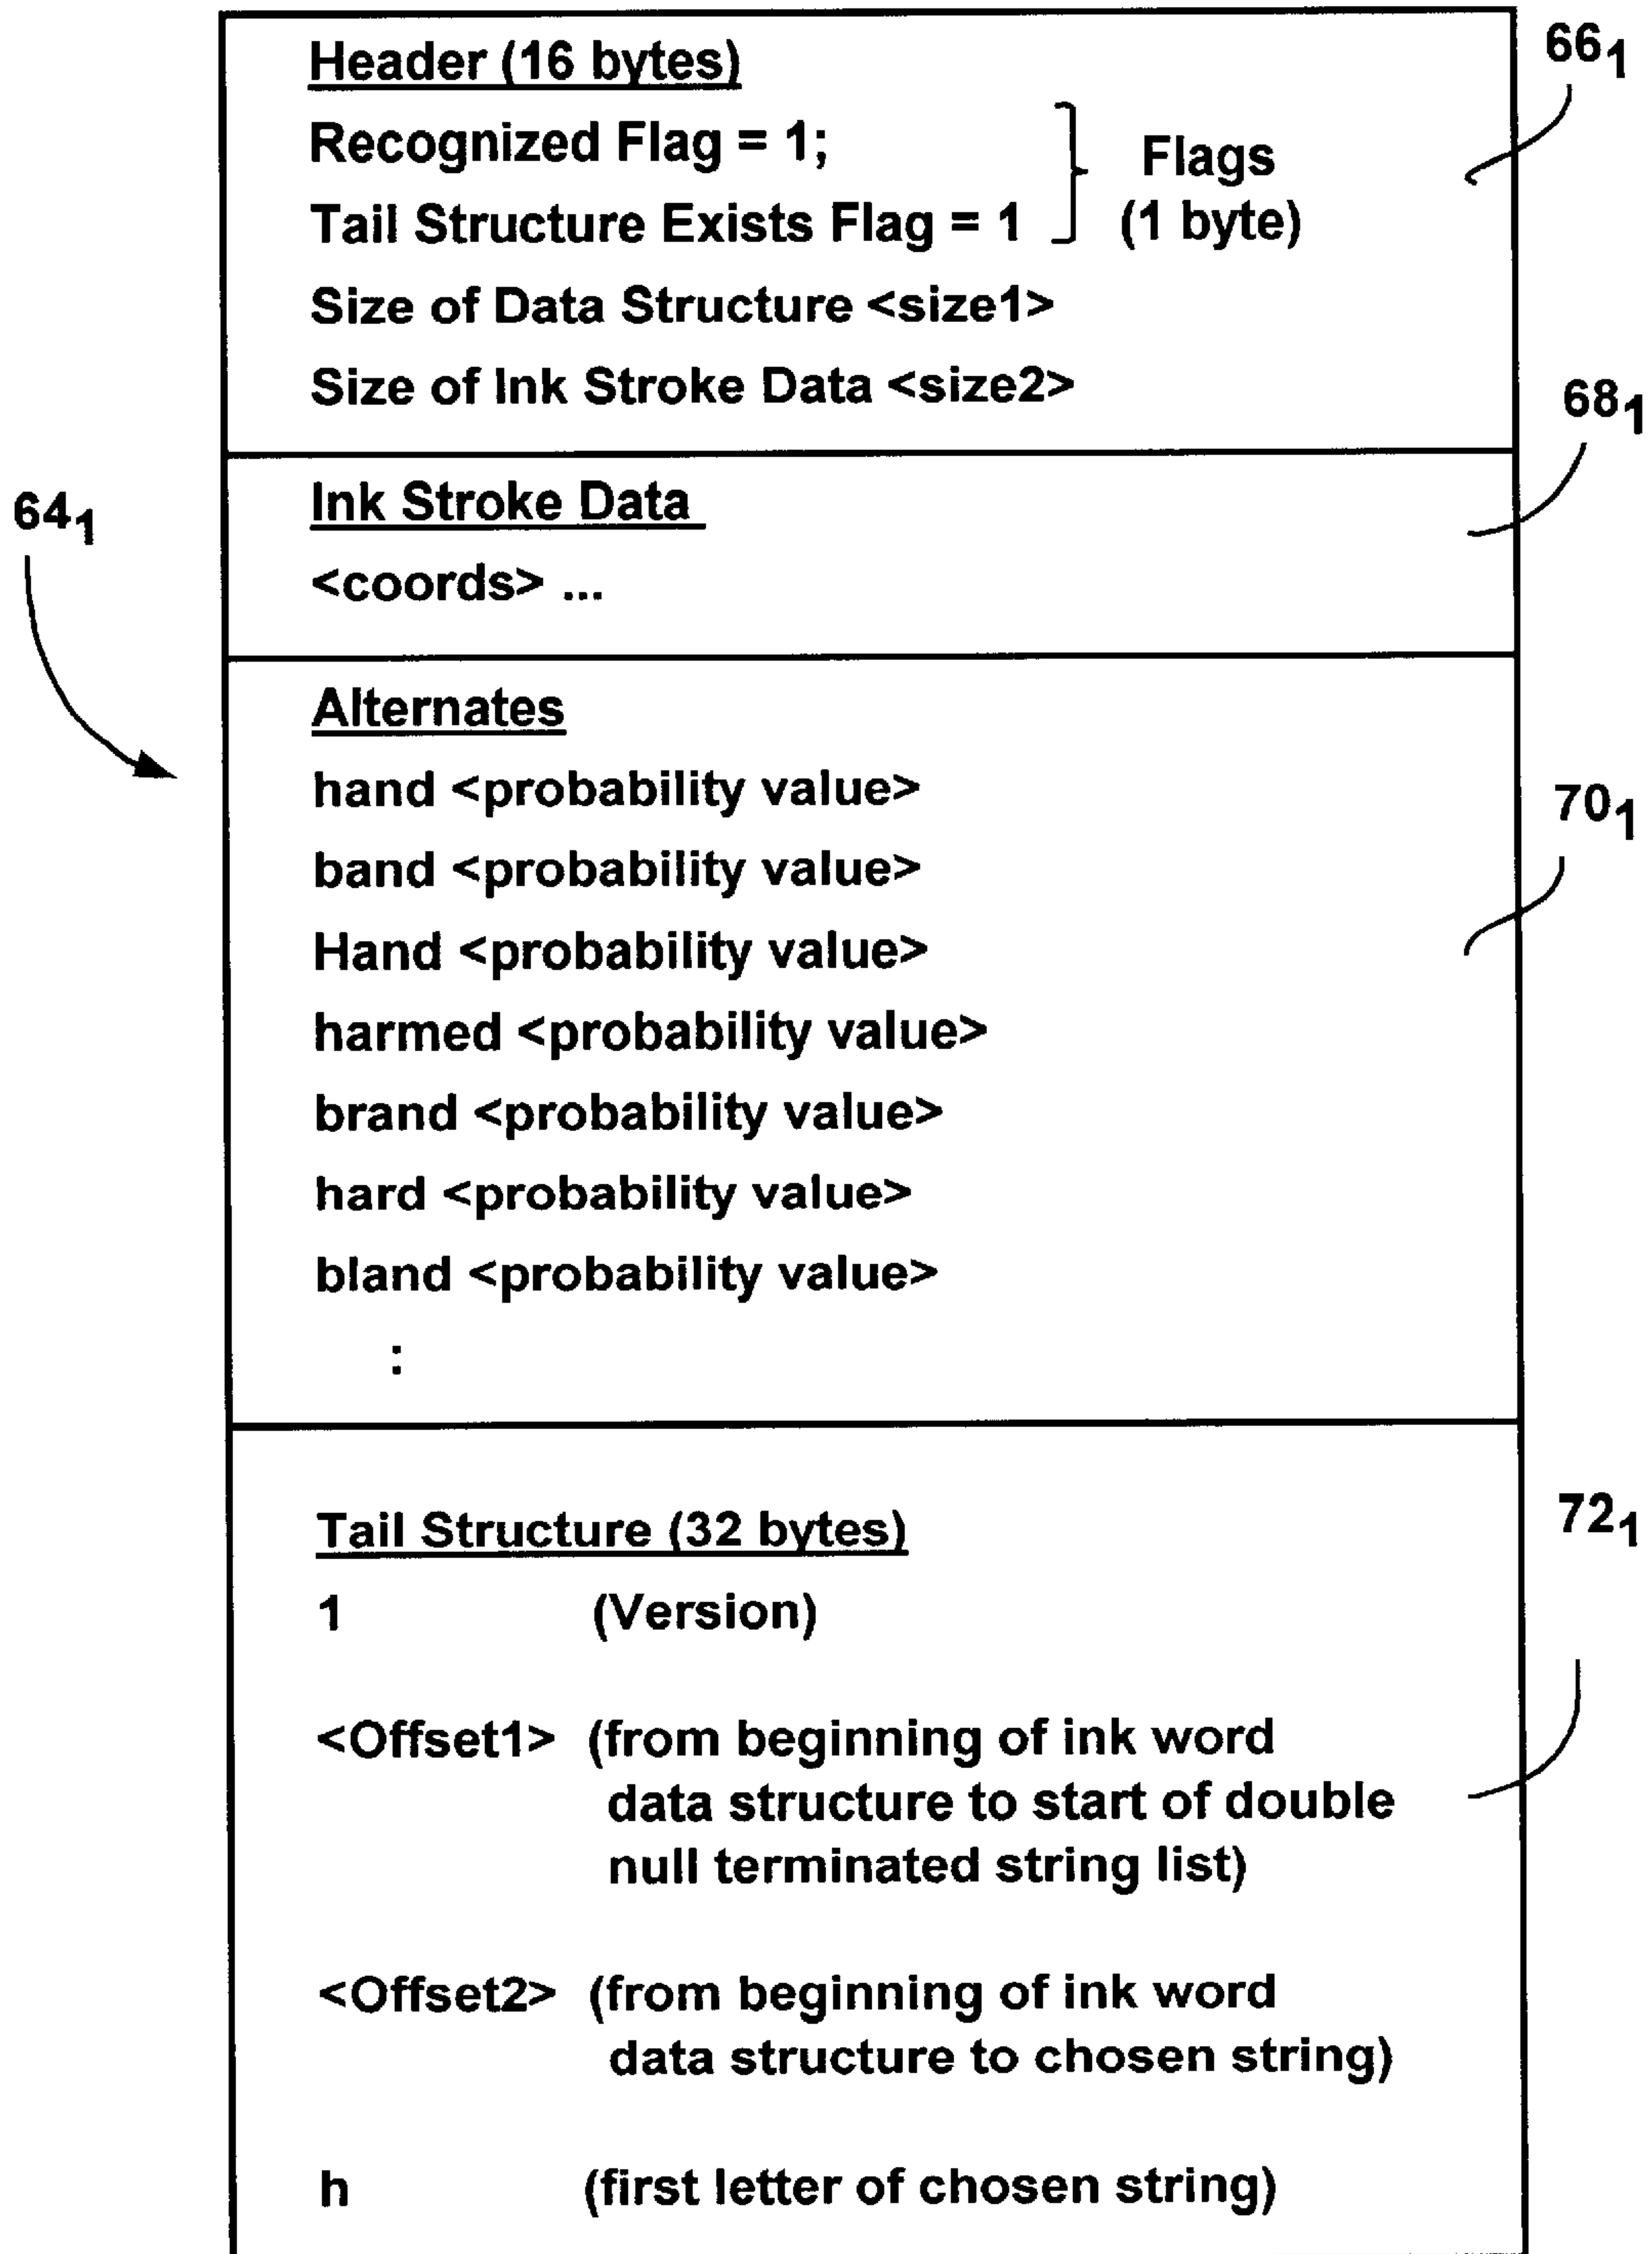 Header (16 bytes)
66₁
Recognized Flag = 1;
Flags
Tail Structure Exists Flag = 1
(1 byte)
Size of Data Structure <size1>
Size of Ink Stroke Data <size2>
68₁
64₁
Ink Stroke Data
<coords> ...
Alternates
hand <probability value>
70₁
band <probability value>
Hand <probability value>
harmed <probability value>
brand <probability value>
hard <probability value>
bland <probability value>
:
72₁
Tail Structure (32 bytes)
1 (Version)
<Offset1> (from beginning of ink word
data structure to start of double
null terminated string list)
<Offset2> (from beginning of ink word
data structure to chosen string)
h (first letter of chosen string)